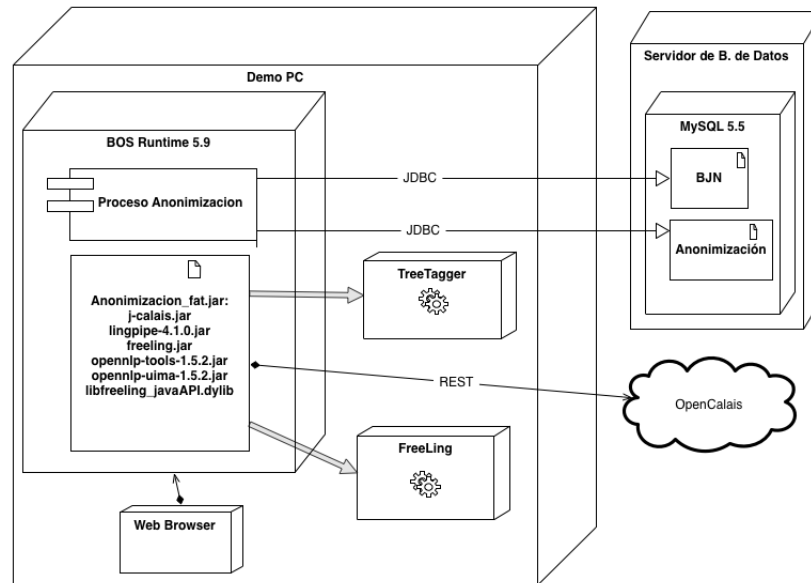 Demo PC
BOS Runtime 5.9
Proceso Anonimizacion
Anonimizacion_fat.jar:
j-calais.jar
lingpipe-4.1.0.jar
freeling.jar
opennlp-tools-1.5.2.jar
opennlp-uima-1.5.2.jar
libfreeling_javaAPI.dylib
Web Browser
JDBC
JDBC
TreeTagger
REST
FreeLing
Servidor de B. de Datos
MySQL 5.5
BJN
Anonimización
OpenCalais